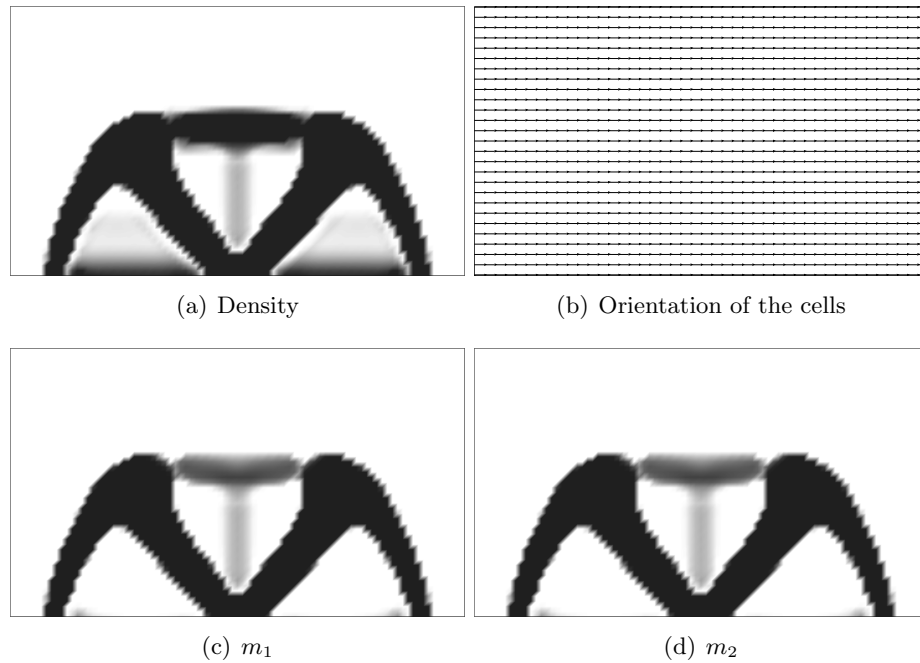 (a) Density
(b) Orientation of the cells
(c) m₁
(d) m₂